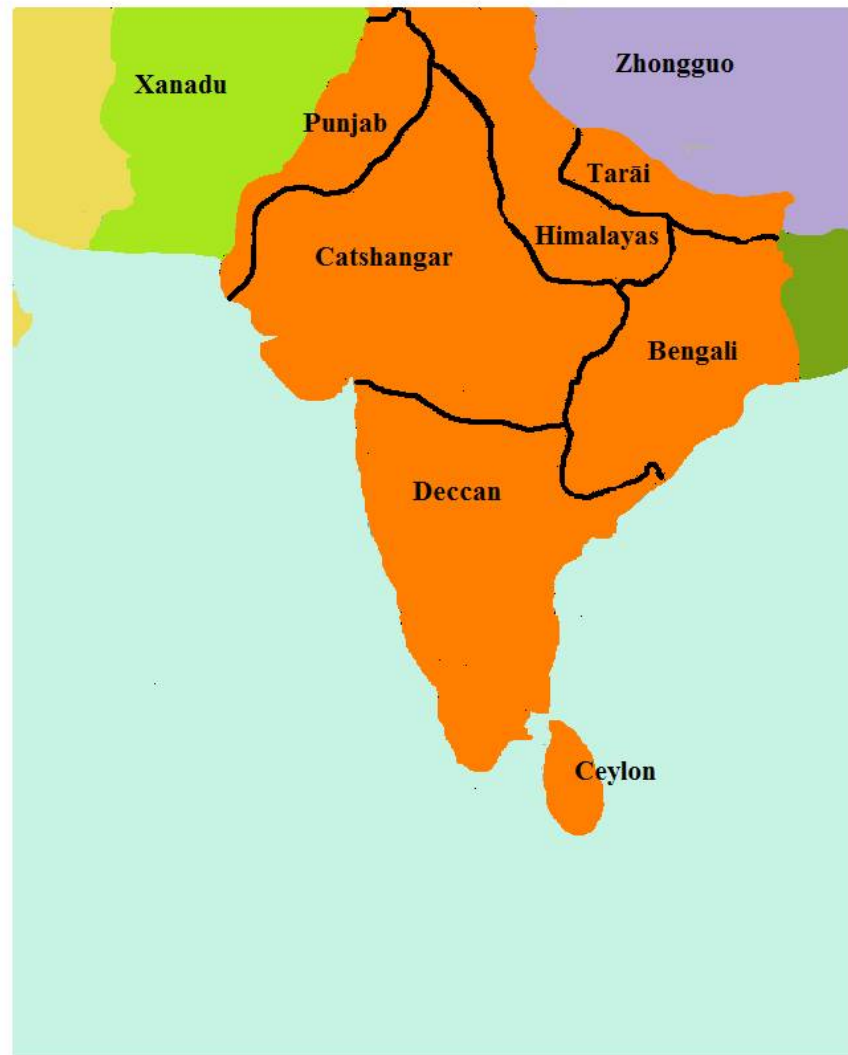 Zhongguo
Xanadu
Punjab
Tarāi
Himalayas
Catshangar
Bengali
Deccan
Ceylon